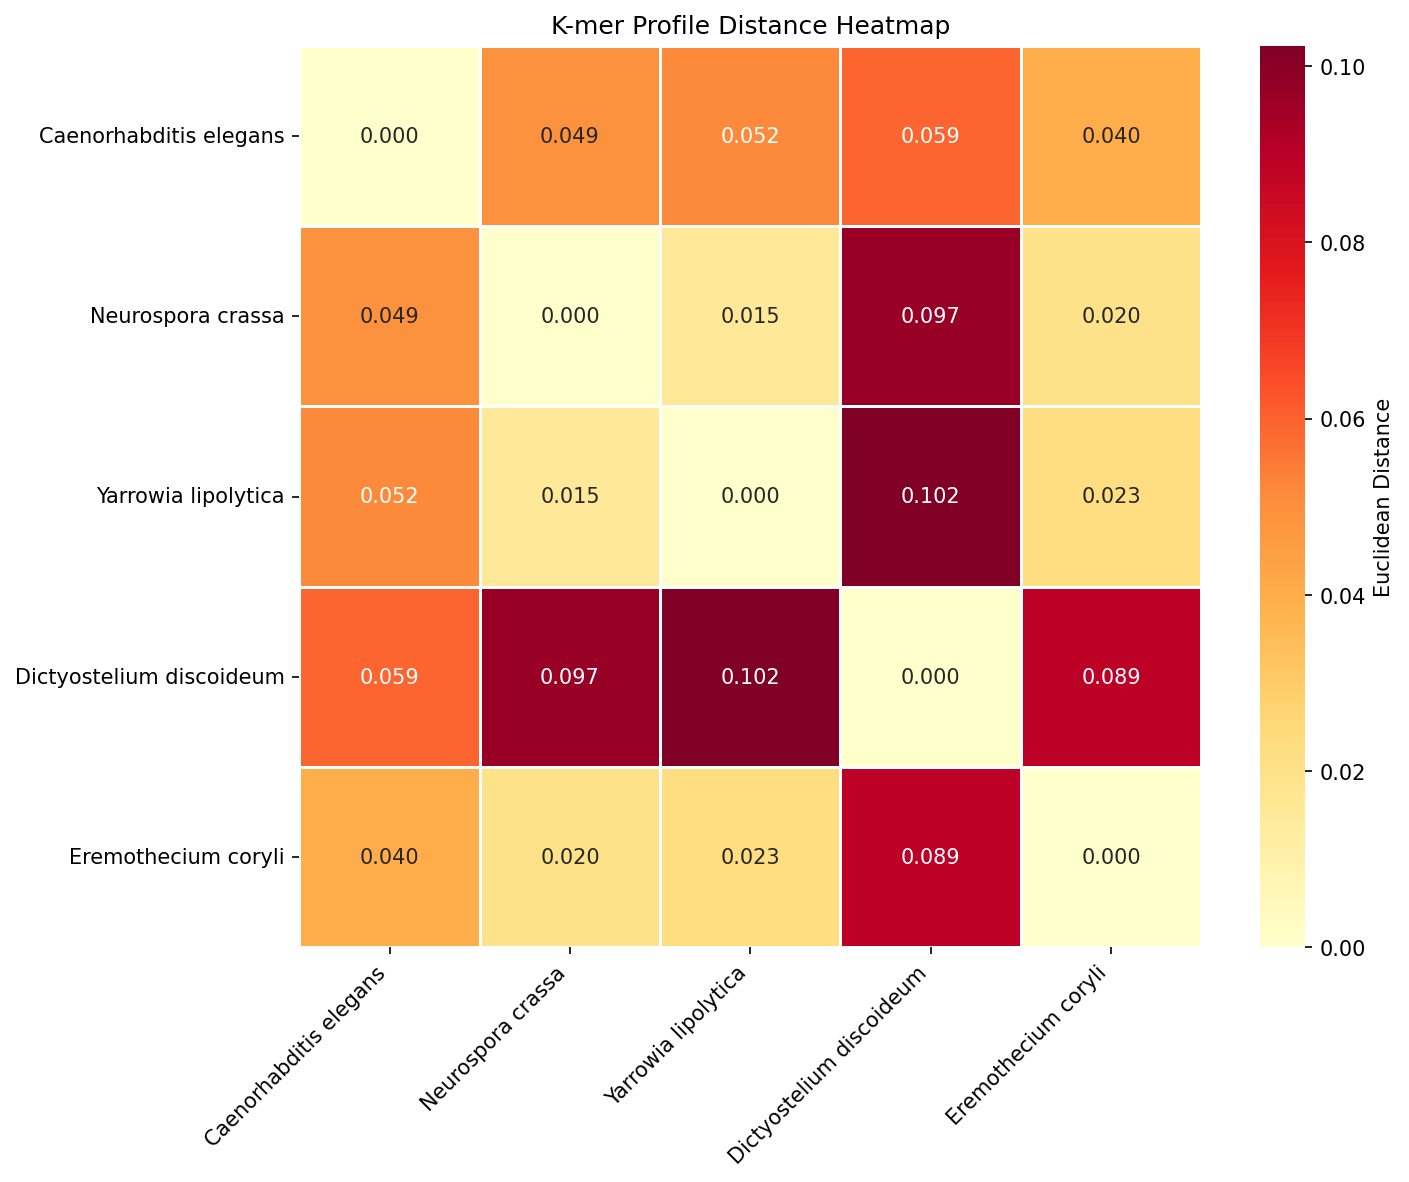 K-mer Profile Distance Heatmap
Caenorhabditis elegans 0.000 0.049 0.052 0.059 0.040
Neurospora crassa 0.049 0.000 0.015 0.097 0.020
Yarrowia lipolytica 0.052 0.015 0.000 0.102 0.023
Dictyostelium discoideum 0.059 0.097 0.102 0.000 0.089
Eremothecium coryli 0.040 0.020 0.023 0.089 0.000
Caenorhabditis elegans
Neurospora crassa
Yarrowia lipolytica
Dictyostelium discoideum
Eremothecium coryli
0.10
0.08
0.06
0.04
0.02
0.00
Euclidean Distance